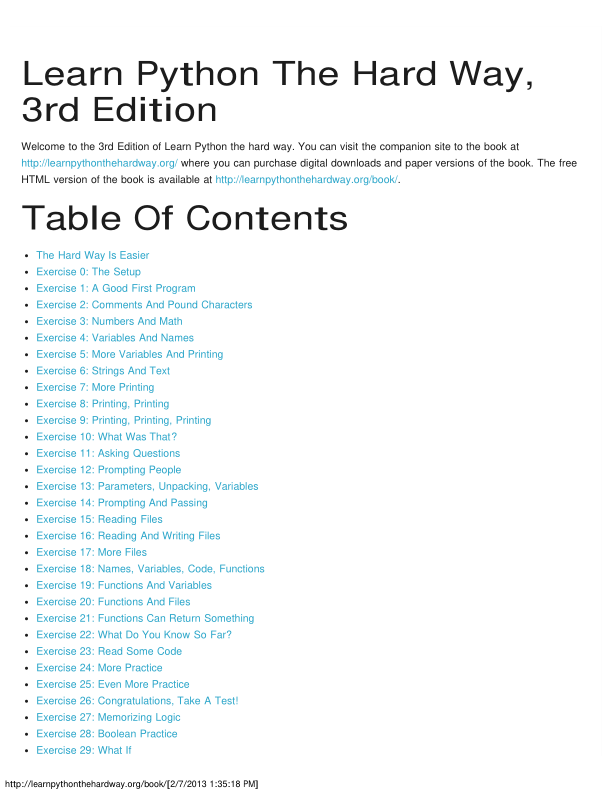 Learn Python The Hard Way,
3rd Edition
Welcome to the 3rd Edition of Learn Python the hard way. You can visit the companion site to the book at
http://learnpythonthehardway.org/ where you can purchase digital downloads and paper versions of the book. The free
HTML version of the book is available at http://learnpythonthehardway.org/book/.
Table Of Contents
• The Hard Way Is Easier
• Exercise 0: The Setup
• Exercise 1: A Good First Program
• Exercise 2: Comments And Pound Characters
• Exercise 3: Numbers And Math
• Exercise 4: Variables And Names
• Exercise 5: More Variables And Printing
• Exercise 6: Strings And Text
• Exercise 7: More Printing
• Exercise 8: Printing, Printing
• Exercise 9: Printing, Printing, Printing
• Exercise 10: What Was That?
• Exercise 11: Asking Questions
• Exercise 12: Prompting People
• Exercise 13: Parameters, Unpacking, Variables
• Exercise 14: Prompting And Passing
• Exercise 15: Reading Files
• Exercise 16: Reading And Writing Files
• Exercise 17: More Files
• Exercise 18: Names, Variables, Code, Functions
• Exercise 19: Functions And Variables
• Exercise 20: Functions And Files
• Exercise 21: Functions Can Return Something
• Exercise 22: What Do You Know So Far?
• Exercise 23: Read Some Code
• Exercise 24: More Practice
• Exercise 25: Even More Practice
• Exercise 26: Congratulations, Take A Test!
• Exercise 27: Memorizing Logic
• Exercise 28: Boolean Practice
• Exercise 29: What If
http://learnpythonthehardway.org/book/[2/7/2013 1:35:18 PM]